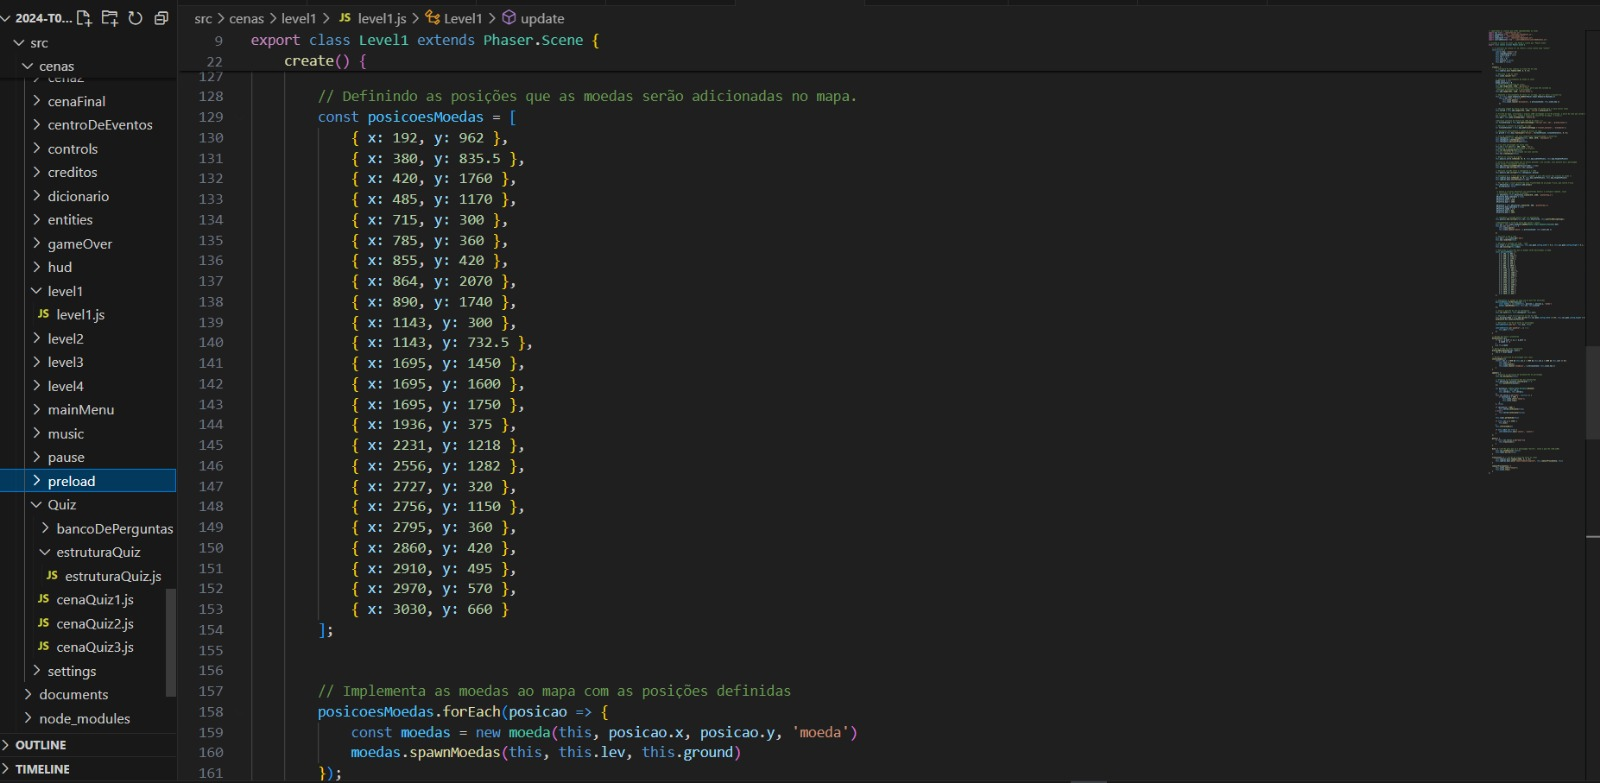 2024-T0...
src
cenas
cena2
cenaFinal
centroDeEventos
controls
creditos
dicionario
entities
gameOver
hud
level1
JS level1.js
level2
level3
level4
mainMenu
music
pause
preload
Quiz
bancoDePerguntas
estruturaQuiz
JS estruturaQuiz.js
JS cenaQuiz1.js
JS cenaQuiz2.js
JS cenaQuiz3.js
settings
documents
node_modules
OUTLINE
TIMELINE
src > cenas > level1 > JS level1.js > Level1 > update
9 export class Level1 extends Phaser.Scene {
22 create() {
127
128 // Definindo as posições que as moedas serão adicionadas no mapa.
129 const posicoesMoedas = [
130 { x: 192, y: 962 },
131 { x: 380, y: 835.5 },
132 { x: 420, y: 1760 },
133 { x: 485, y: 1170 },
134 { x: 715, y: 300 },
135 { x: 785, y: 360 },
136 { x: 855, y: 420 },
137 { x: 864, y: 2070 },
138 { x: 890, y: 1740 },
139 { x: 1143, y: 300 },
140 { x: 1143, y: 732.5 },
141 { x: 1695, y: 1450 },
142 { x: 1695, y: 1600 },
143 { x: 1695, y: 1750 },
144 { x: 1936, y: 375 },
145 { x: 2231, y: 1218 },
146 { x: 2556, y: 1282 },
147 { x: 2727, y: 320 },
148 { x: 2756, y: 1150 },
149 { x: 2795, y: 360 },
150 { x: 2860, y: 420 },
151 { x: 2910, y: 495 },
152 { x: 2970, y: 570 },
153 { x: 3030, y: 660 }
154 ];
155
156
157 // Implementa as moedas ao mapa com as posições definidas
158 posicoesMoedas.forEach(posicao => {
159 const moedas = new moeda(this, posicao.x, posicao.y, 'moeda')
160 moedas.spawnMoedas(this, this.lev, this.ground)
161 });